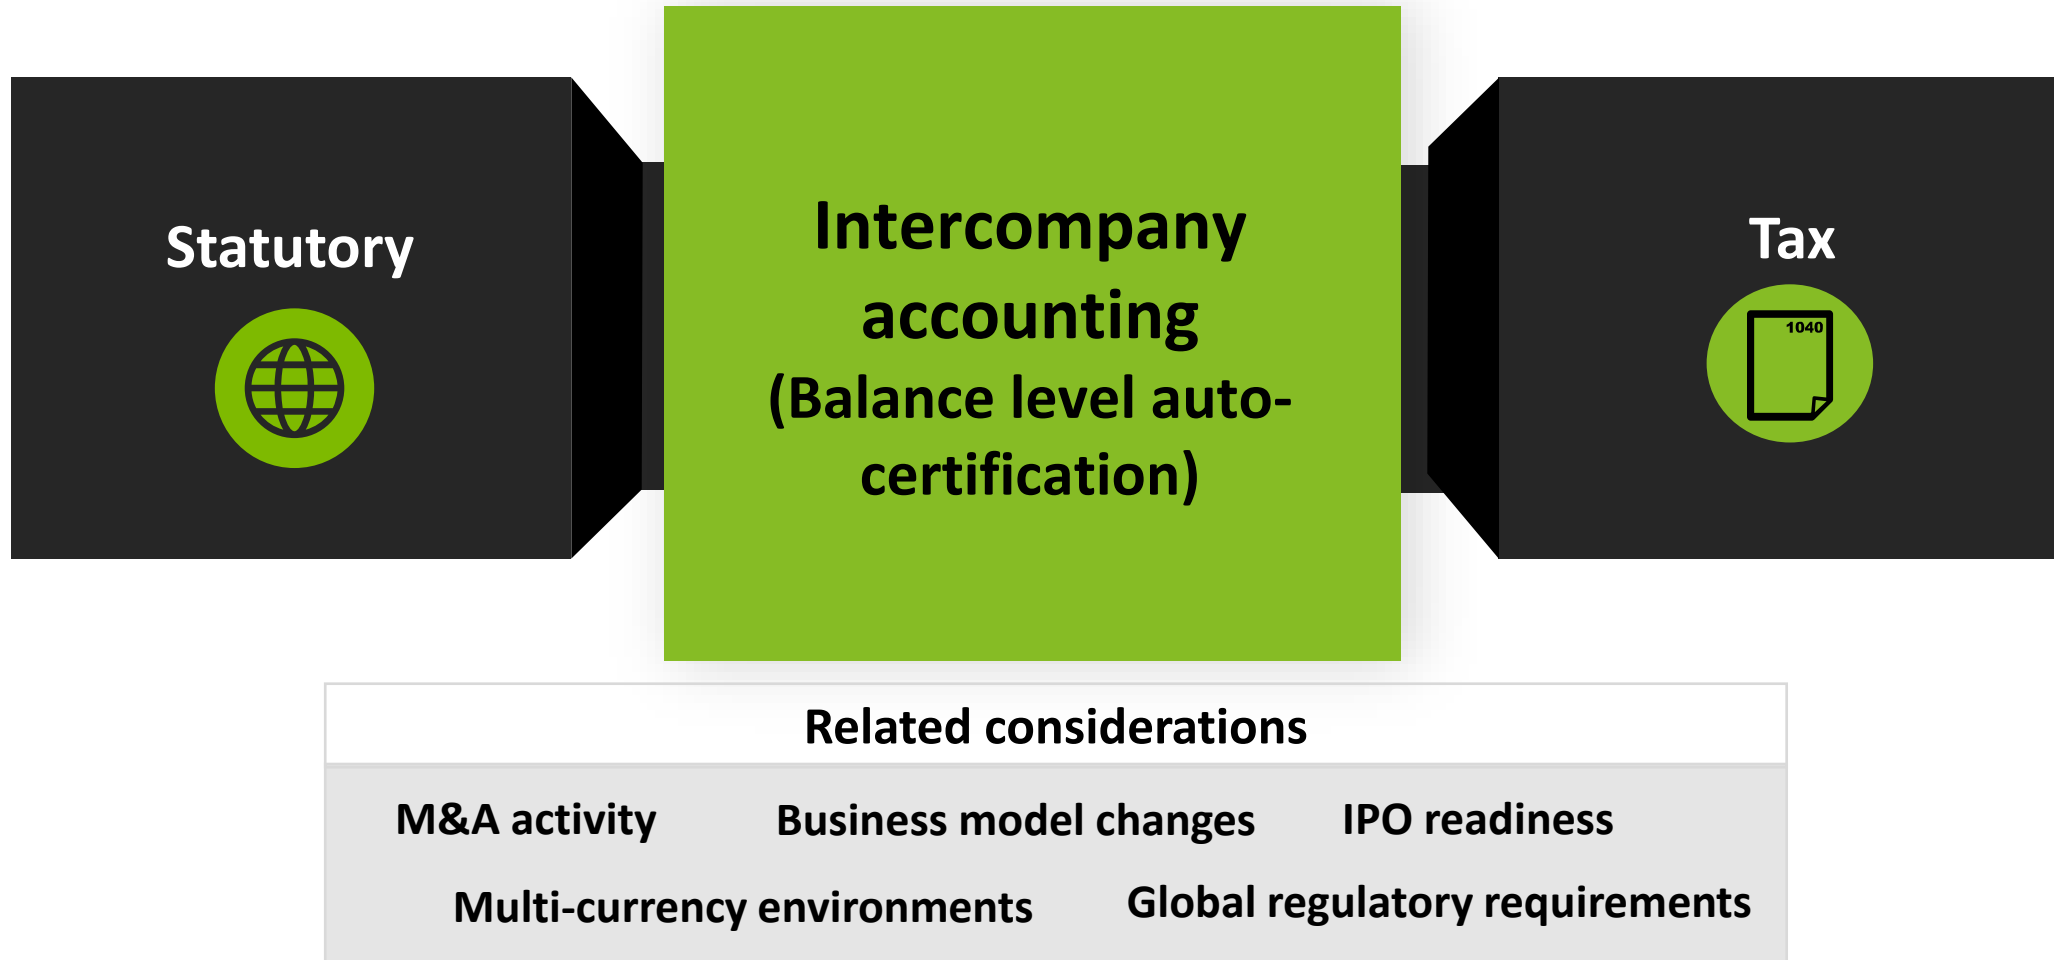 Statutory
Intercompany
accounting
(Balance level auto-
certification)
Tax
1040
Related considerations
M&A activity
Business model changes
IPO readiness
Multi-currency environments
Global regulatory requirements